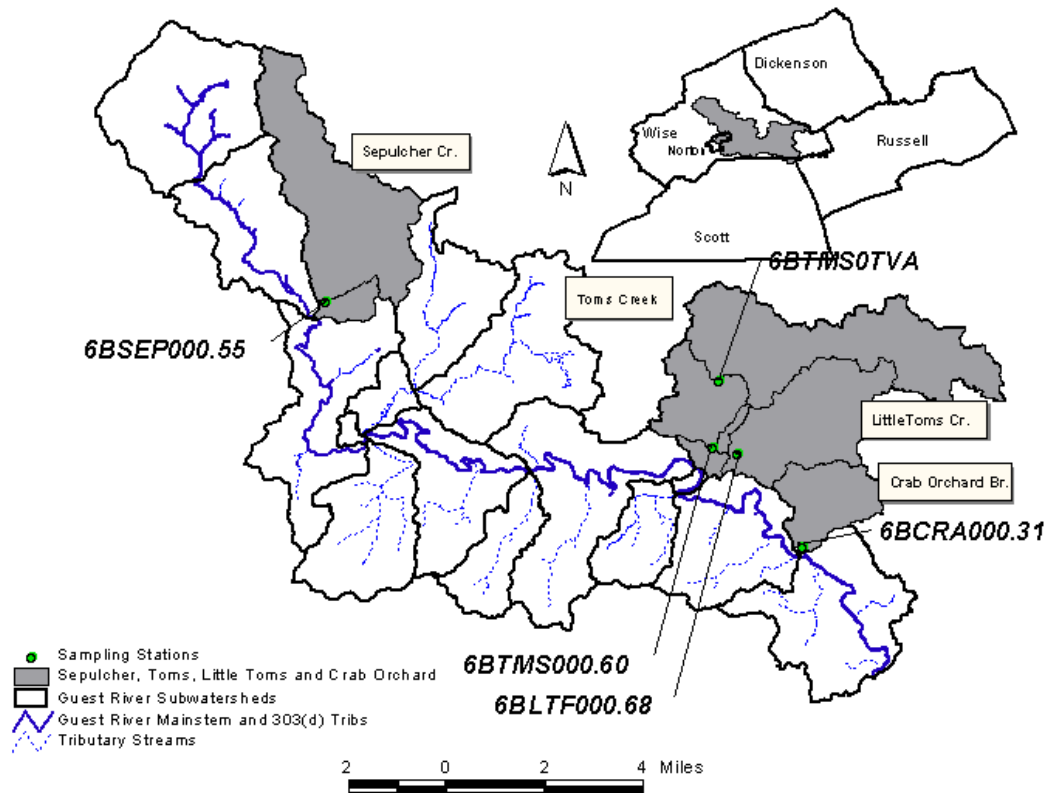 Dickenson
Wise
Norton
Russell
Scott
N
Sepulcher Cr.
Toms Creek
6BTMS0TVA
6BSEP000.55
LittleToms Cr.
Crab Orchard Br.
6BCRA000.31
6BTMS000.60
6BLTF000.68
Sampling Stations
Sepulcher, Toms, Little Toms and Crab Orchard
Guest River Subwatersheds
Guest River Mainstem and 303(d) Tribs
Tributary Streams
2 0 2 4 Miles